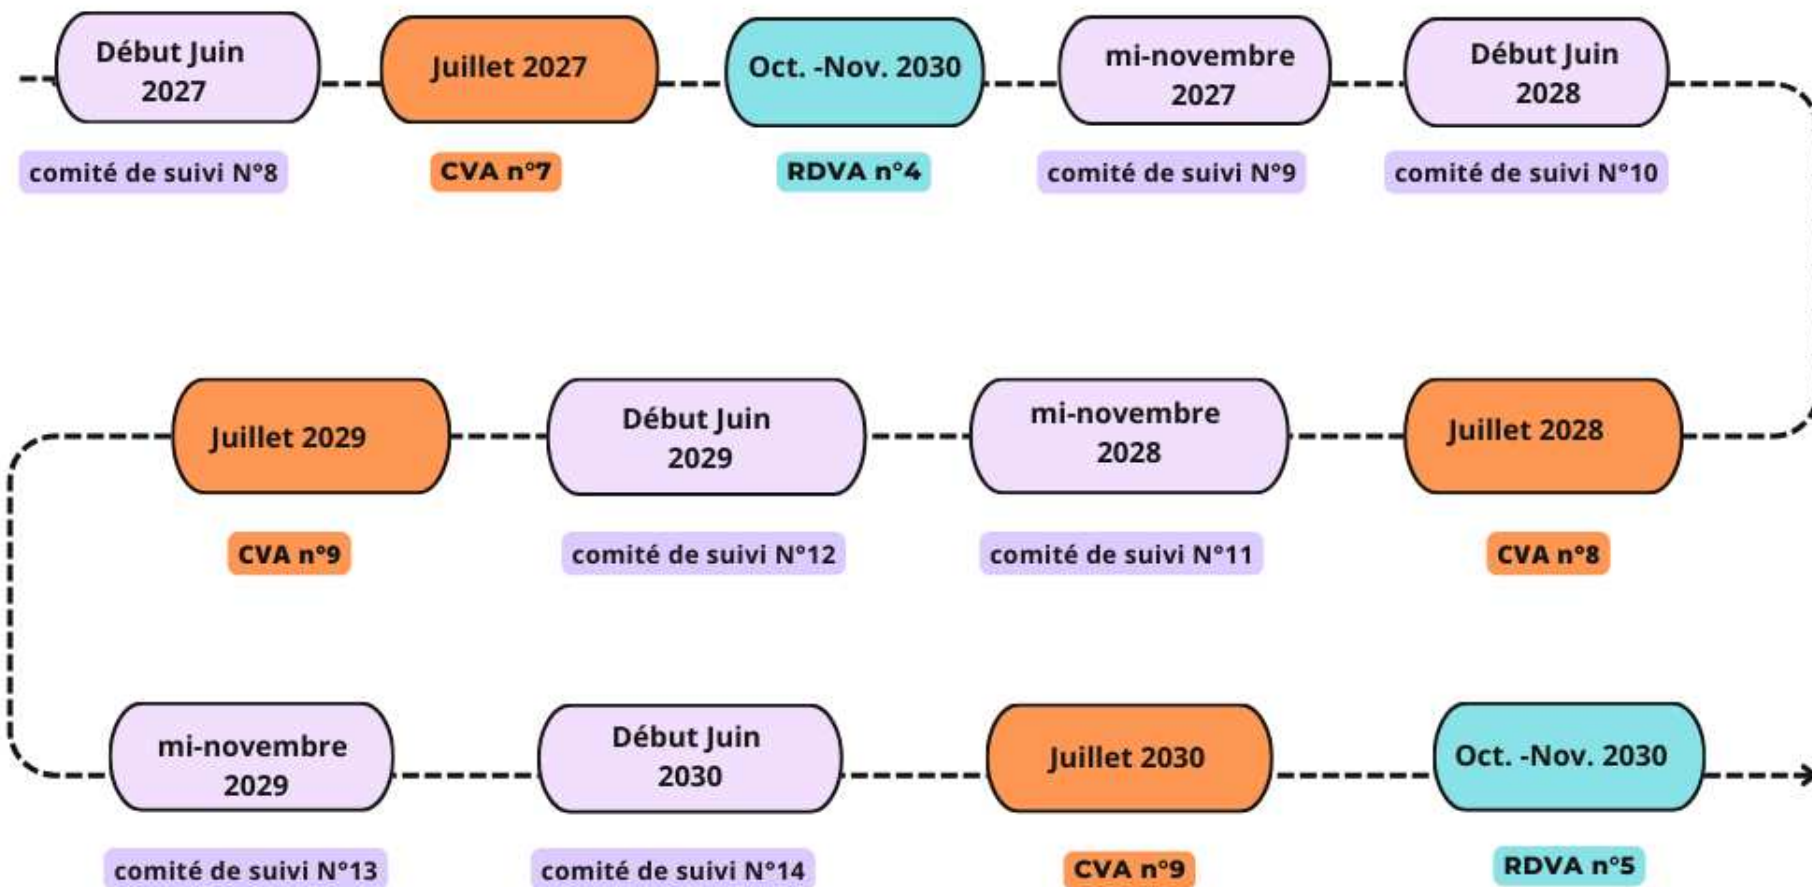 Début Juin
2027
Juillet 2027
Oct. -Nov. 2030
mi-novembre
2027
Début Juin
2028
comité de suivi N°8
CVA n°7
RDVA n°4
comité de suivi N°9
comité de suivi N°10
Juillet 2029
Début Juin
2029
mi-novembre
2028
Juillet 2028
CVA n°9
comité de suivi N°12
comité de suivi N°11
CVA n°8
mi-novembre
2029
Début Juin
2030
Juillet 2030
Oct. -Nov. 2030
comité de suivi N°13
comité de suivi N°14
CVA n°9
RDVA n°5